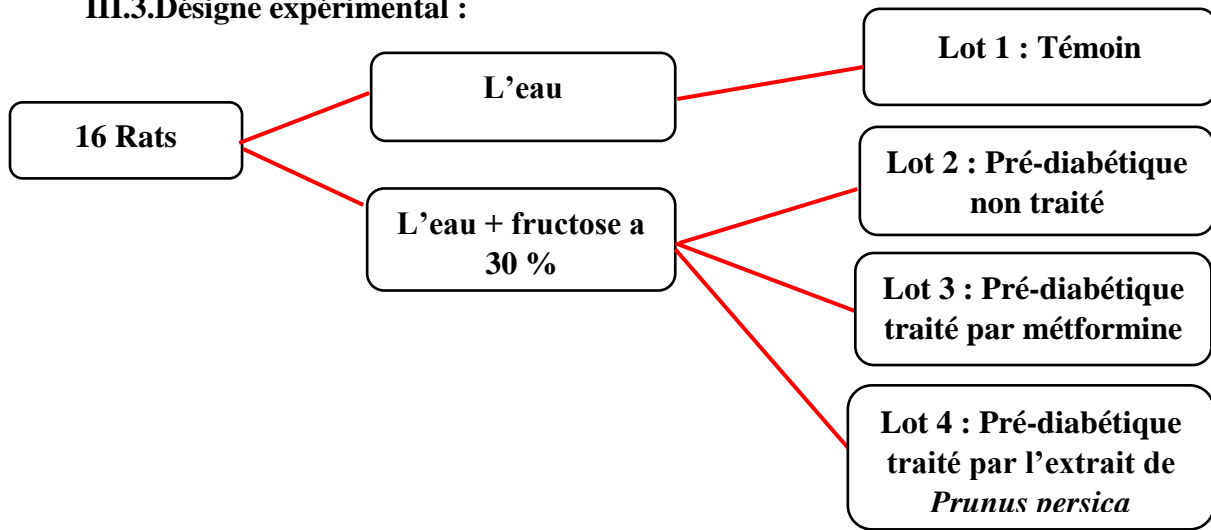 III.3.Désigne expérimental :
16 Rats
L’eau
L’eau + fructose a
30 %
Lot 1 : Témoin
Lot 2 : Pré-diabétique
non traité
Lot 3 : Pré-diabétique
traité par métformine
Lot 4 : Pré-diabétique
traité par l’extrait de
Prunus persica